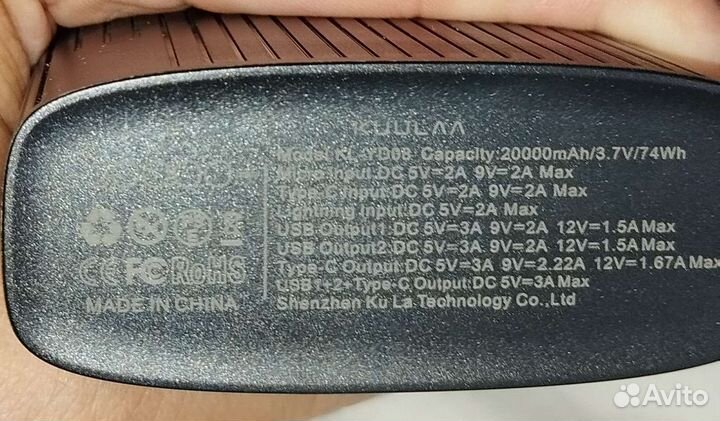 KUULAA
Model:KL-YD08 Capacity:20000mAh/3.7V/74Wh
Micro Input:DC 5V=2A 9V=2A Max
Type-C Input:DC 5V=2A 9V=2A Max
Lightning Input:DC 5V=2A Max
USB Output1:DC 5V=3A 9V=2A 12V=1.5A Max
USB Output2:DC 5V=3A 9V=2A 12V=1.5A Max
Type-C Output:DC 5V=3A 9V=2.22A 12V=1.67A Max
USB1+2+Type-C Output:DC 5V=3A Max
Shenzhen Ku La Technology Co.,Ltd
CE FC RoHS
MADE IN CHINA
Avito